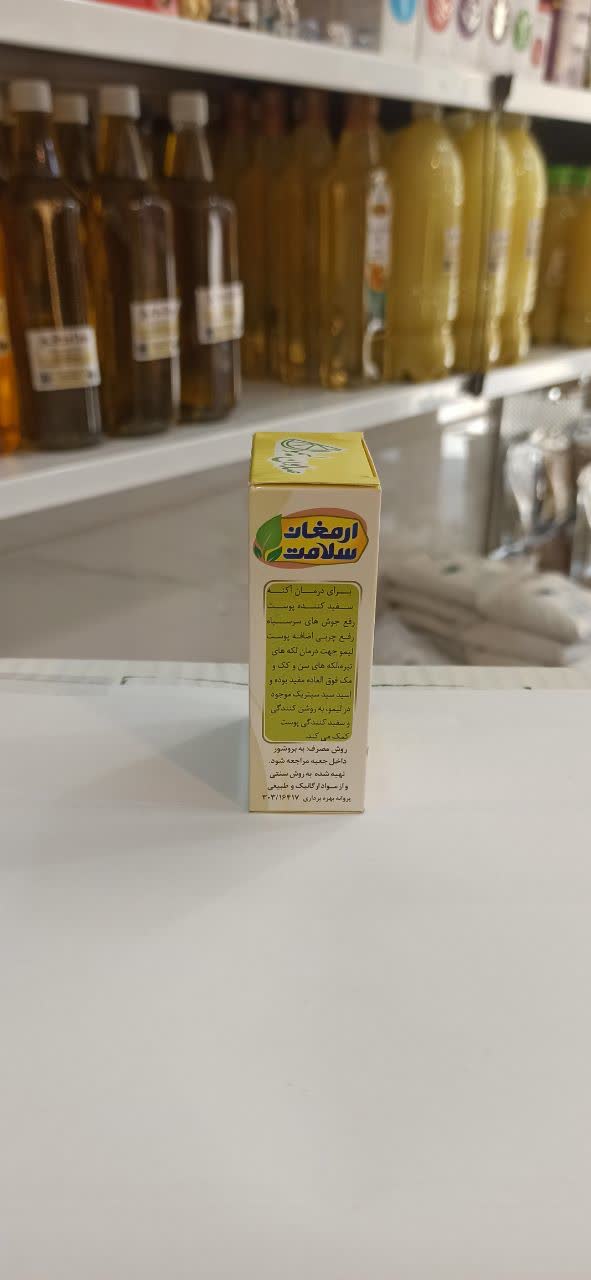 ارمغان
سلامت
برای درمان آکنه
سفید کننده پوست
رفع جوش های سرسیاه
رفع چربی اضافه پوست
لیمو جهت درمان لکه های
تیره،لکه های سن و کک و
مک فوق العاده مفید بوده و
اسید سید سیتریک موجود
در لیمو، به روشن کنندگی
و سفید کنندگی پوست
کمک می کند.
روش مصرف: به بروشور
داخل جعبه مراجعه شود.
تهیه شده به روش سنتی
و از مواد ارگانیک و طبیعی
پروانه بهره برداری ۳۰۳/۱۶۴۱۷